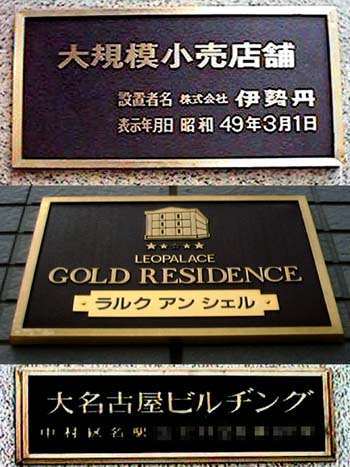 大規模小売店舗
設置者名 株式会社 伊勢丹
表示年月日 昭和 49年3月1日
LEOPALACE
GOLD RESIDENCE
ラルク アン シェル
大名古屋ビルヂング
中村区名駅